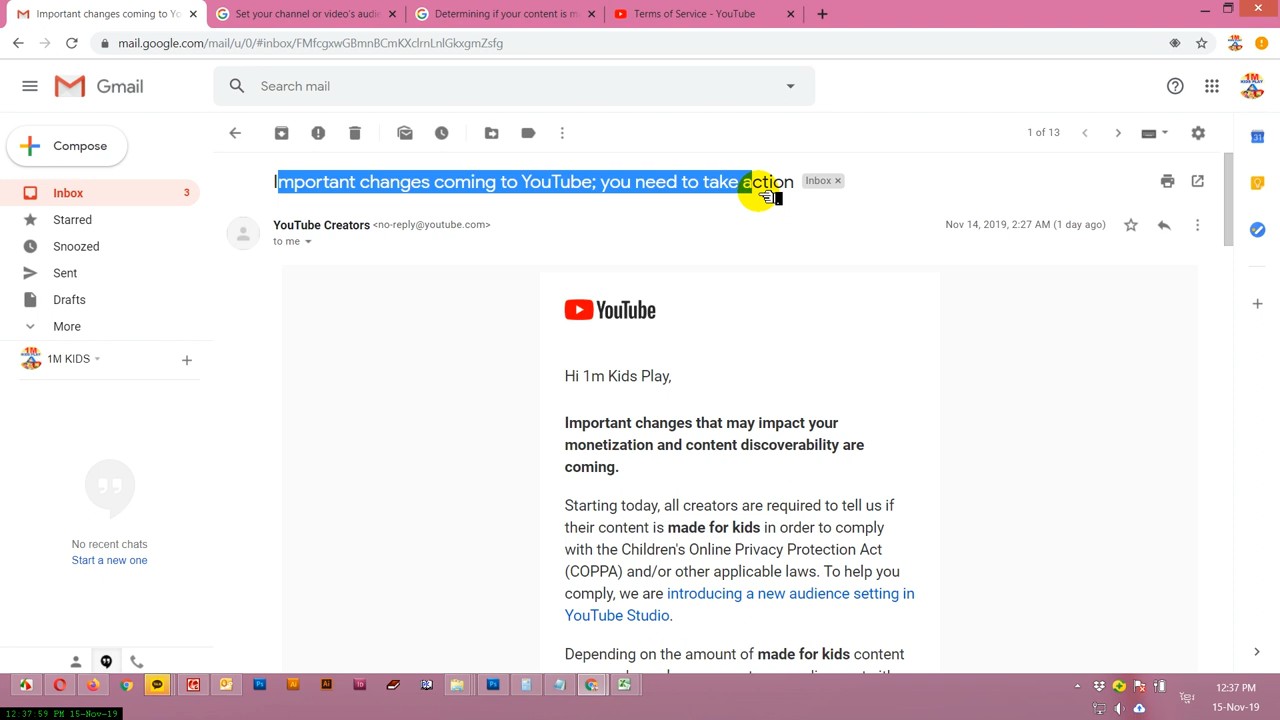 Important changes coming to Yo
Set your channel or video's audie
Determining if your content is m
Terms of Service - YouTube
mail.google.com/mail/u/0/#inbox/FMfcgxwGBmnBCmKXclmLnlGkxgmZsfg
Gmail
Search mail
Compose
1 of 13
Inbox 3
Starred
Snoozed
Sent
Drafts
More
1M KIDS
No recent chats
Start a new one
Important changes coming to YouTube; you need to take action
Inbox x
YouTube Creators <no-reply@youtube.com>
Nov 14, 2019, 2:27 AM (1 day ago)
to me
YouTube
Hi 1m Kids Play,
Important changes that may impact your
monetization and content discoverability are
coming.
Starting today, all creators are required to tell us if
their content is made for kids in order to comply
with the Children's Online Privacy Protection Act
(COPPA) and/or other applicable laws. To help you
comply, we are introducing a new audience setting in
YouTube Studio.
Depending on the amount of made for kids content
12:37 PM
15-Nov-19
12:37:59 PM 15-Nov-19